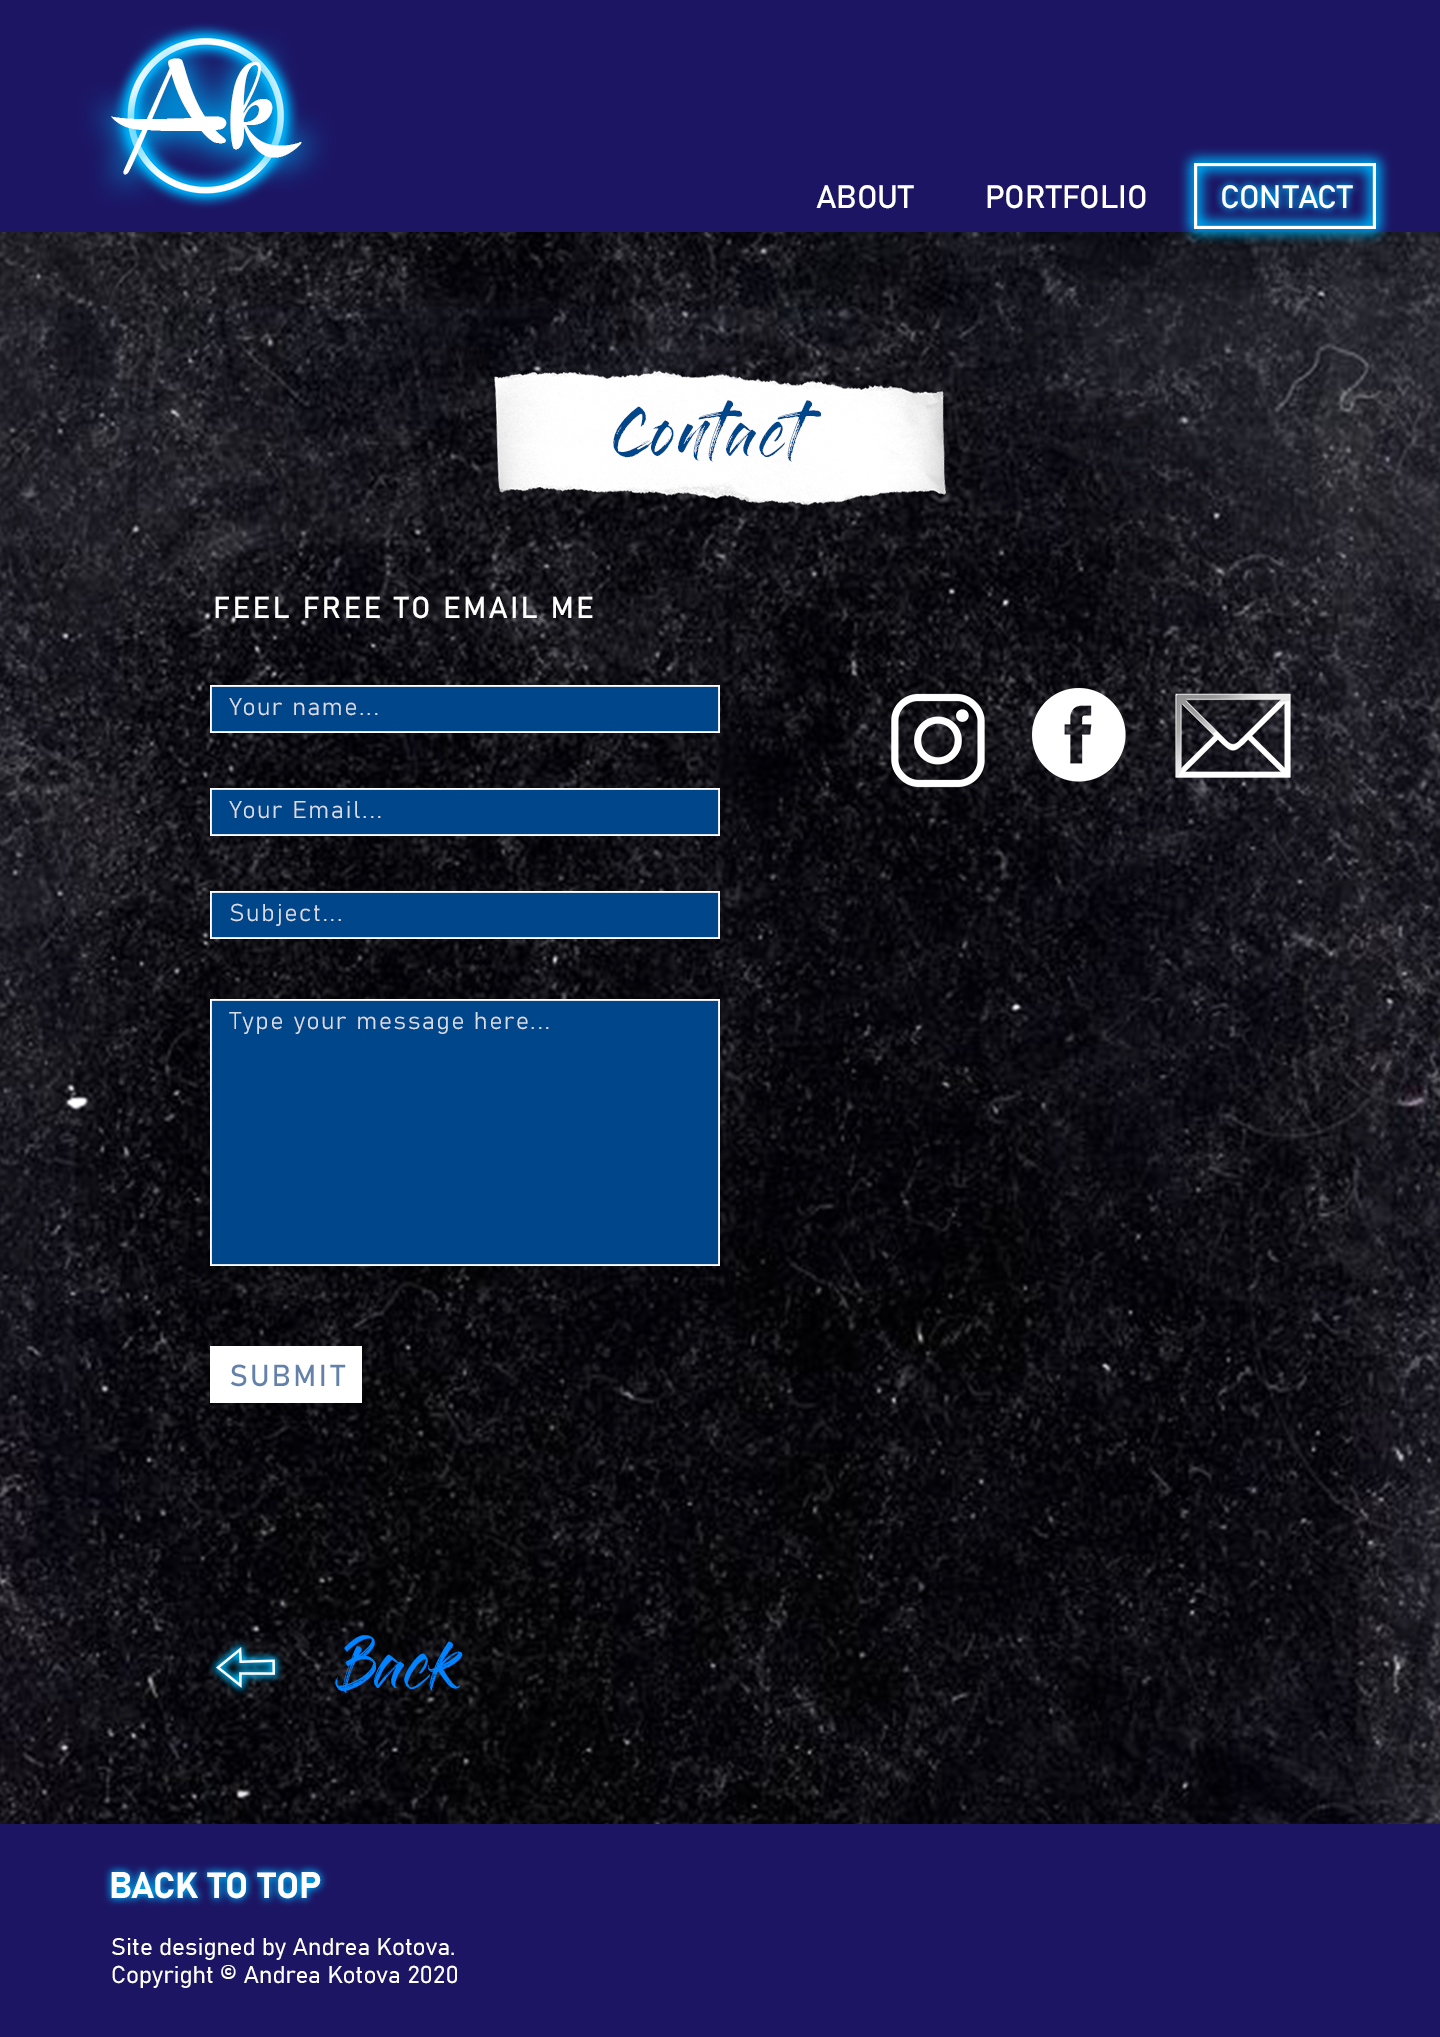 Ak
ABOUT PORTFOLIO CONTACT
Contact
FEEL FREE TO EMAIL ME
Your name...
Your Email...
Subject...
Type your message here...
SUBMIT
Back
BACK TO TOP
Site designed by Andrea Kotova.
Copyright © Andrea Kotova 2020